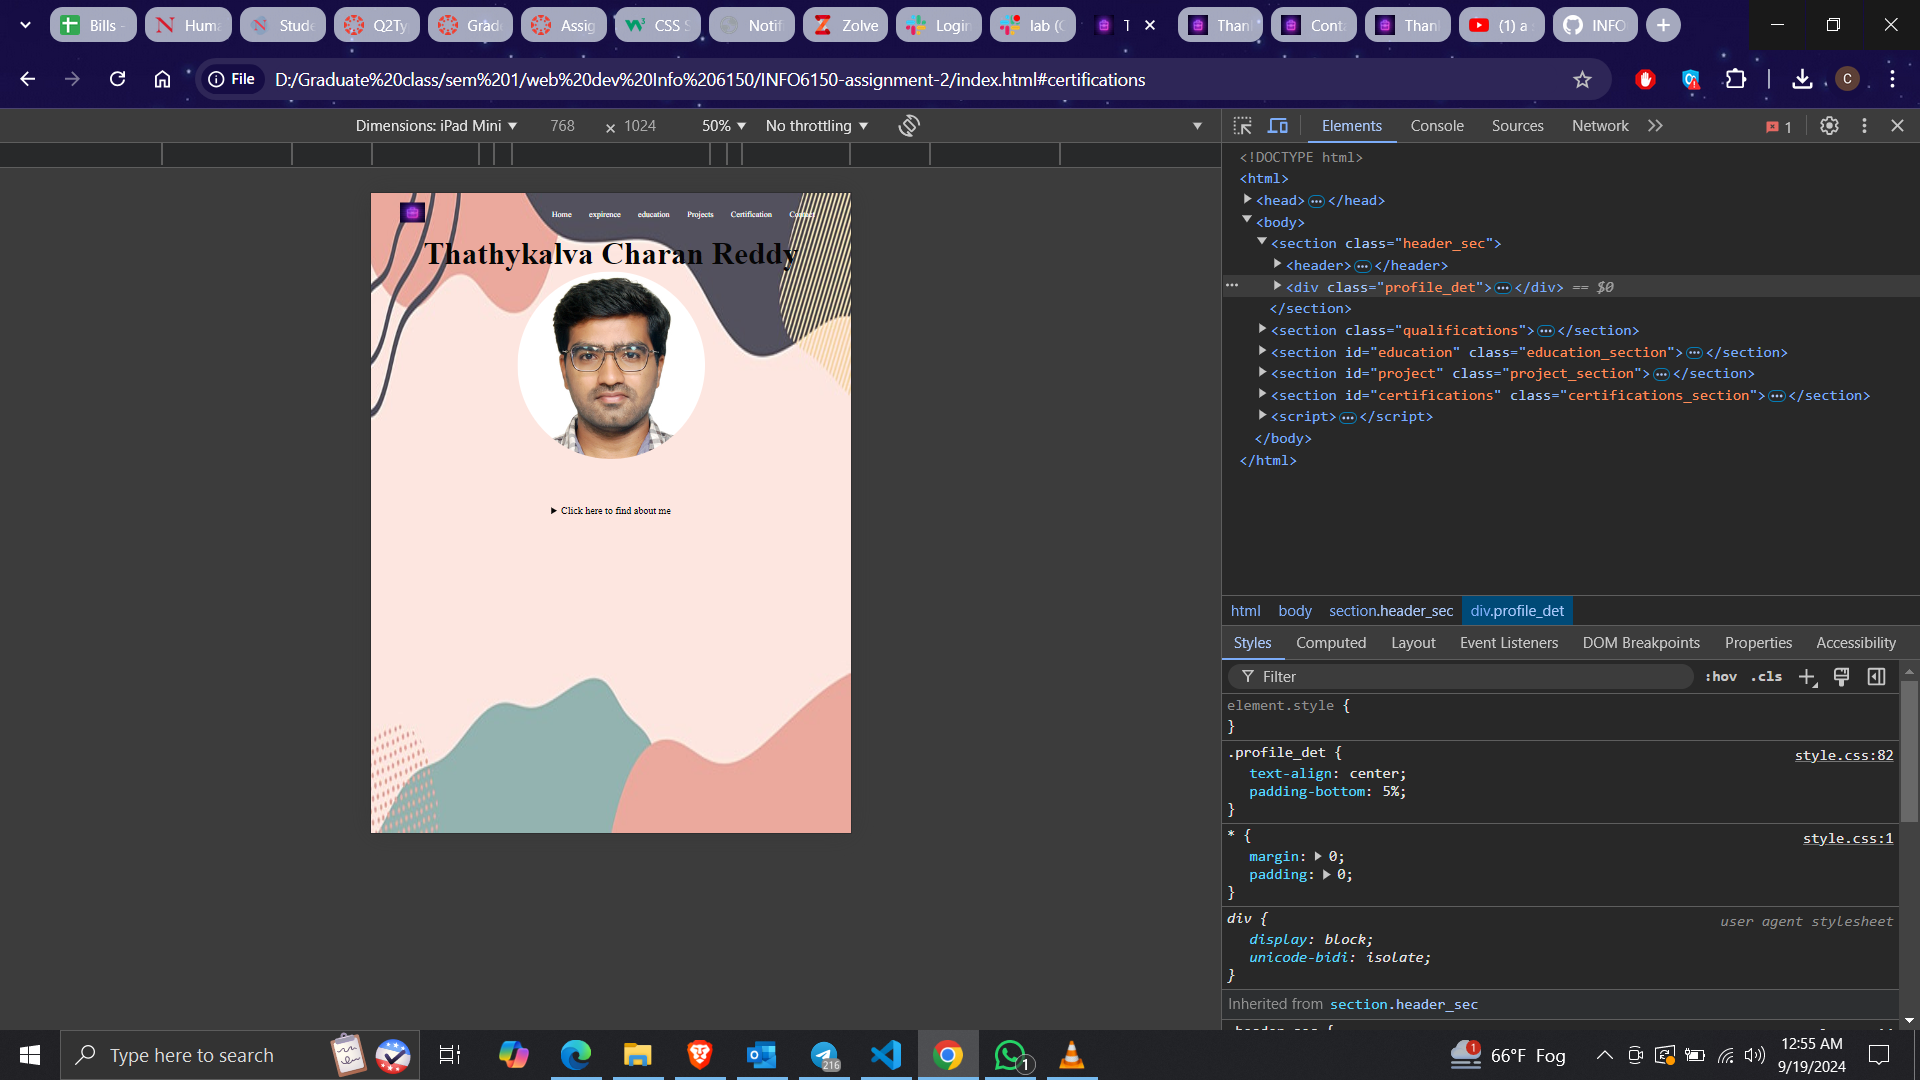 Bills -
Huma
Stude
Q2Ty
Grad
Assig
CSS S
Notif
Zolve
Login
lab (
T
Than
Conta
Than
(1) a
INFO
File
D:/Graduate%20class/sem%201/web%20dev%20Info%206150/INFO6150-assignment-2/index.html#certifications
C
Dimensions: iPad Mini
768
×
1024
50%
No throttling
Elements
Console
Sources
Network
1
<!DOCTYPE html>
<html>
<head>…</head>
<body>
<section class="header_sec">
<header>…</header>
<div class="profile_det">…</div> == $0
</section>
<section class="qualifications">…</section>
<section id="education" class="education_section">…</section>
<section id="project" class="project_section">…</section>
<section id="certifications" class="certifications_section">…</section>
<script>…</script>
</body>
</html>
Home
expirence
education
Projects
Certification
Contact
Thathykalva Charan Reddy
Click here to find about me
html
body
section.header_sec
div.profile_det
Styles
Computed
Layout
Event Listeners
DOM Breakpoints
Properties
Accessibility
Filter
:hov
.cls
element.style {
}
.profile_det {
style.css:82
text-align: center;
padding-bottom: 5%;
}
* {
style.css:1
margin: 0;
padding: 0;
}
div {
user agent stylesheet
display: block;
unicode-bidi: isolate;
}
Inherited from section.header_sec
Type here to search
216
1
1
66°F Fog
12:55 AM
9/19/2024